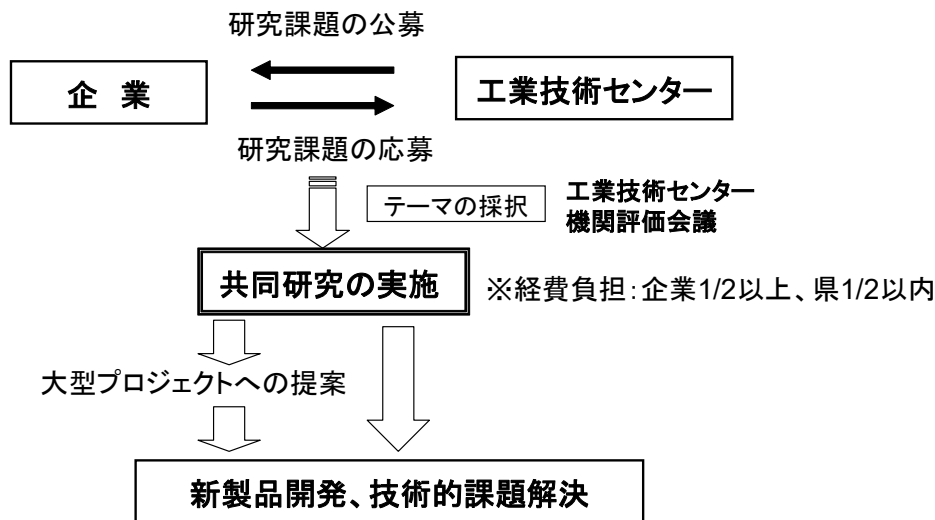 研究課題の公募
企 業
工業技術センター
研究課題の応募
テーマの採択
工業技術センター
機関評価会議
共同研究の実施
※経費負担：企業1/2以上、県1/2以内
大型プロジェクトへの提案
新製品開発、技術的課題解決